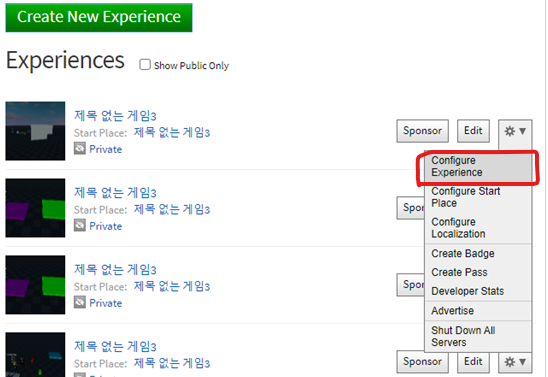 Create New Experience
Experiences
Show Public Only
제목 없는 게임3
Start Place: 제목 없는 게임3
Private
Sponsor
Edit
Configure
Experience
Configure Start
Place
Configure
Localization
Create Badge
Create Pass
Developer Stats
Advertise
Shut Down All
Servers
제목 없는 게임3
Start Place: 제목 없는 게임3
Private
제목 없는 게임3
Start Place: 제목 없는 게임3
Private
제목 없는 게임3
Start Place: 제목 없는 게임3
Sponsor
Edit